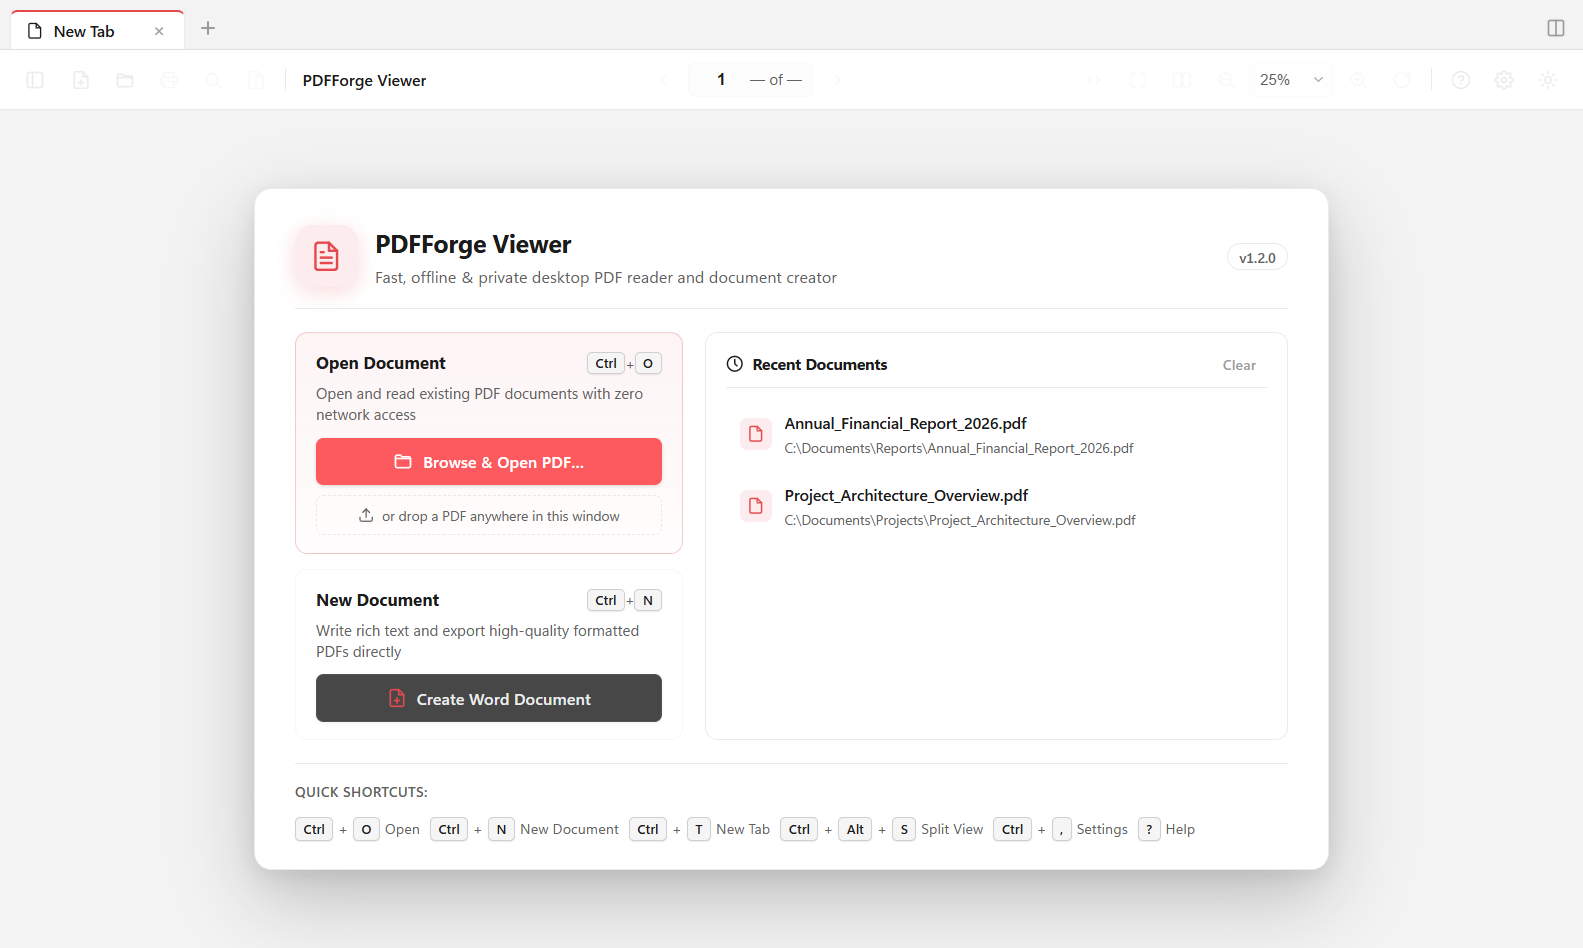 New Tab
PDFForge Viewer
1 — of —
25%
PDFForge Viewer
Fast, offline & private desktop PDF reader and document creator
v1.2.0
Open Document
Ctrl + O
Open and read existing PDF documents with zero
network access
Browse & Open PDF...
or drop a PDF anywhere in this window
New Document
Ctrl + N
Write rich text and export high-quality formatted
PDFs directly
Create Word Document
Recent Documents
Clear
Annual_Financial_Report_2026.pdf
C:\Documents\Reports\Annual_Financial_Report_2026.pdf
Project_Architecture_Overview.pdf
C:\Documents\Projects\Project_Architecture_Overview.pdf
QUICK SHORTCUTS:
Ctrl + O Open Ctrl + N New Document Ctrl + T New Tab Ctrl + Alt + S Split View Ctrl + , Settings ? Help